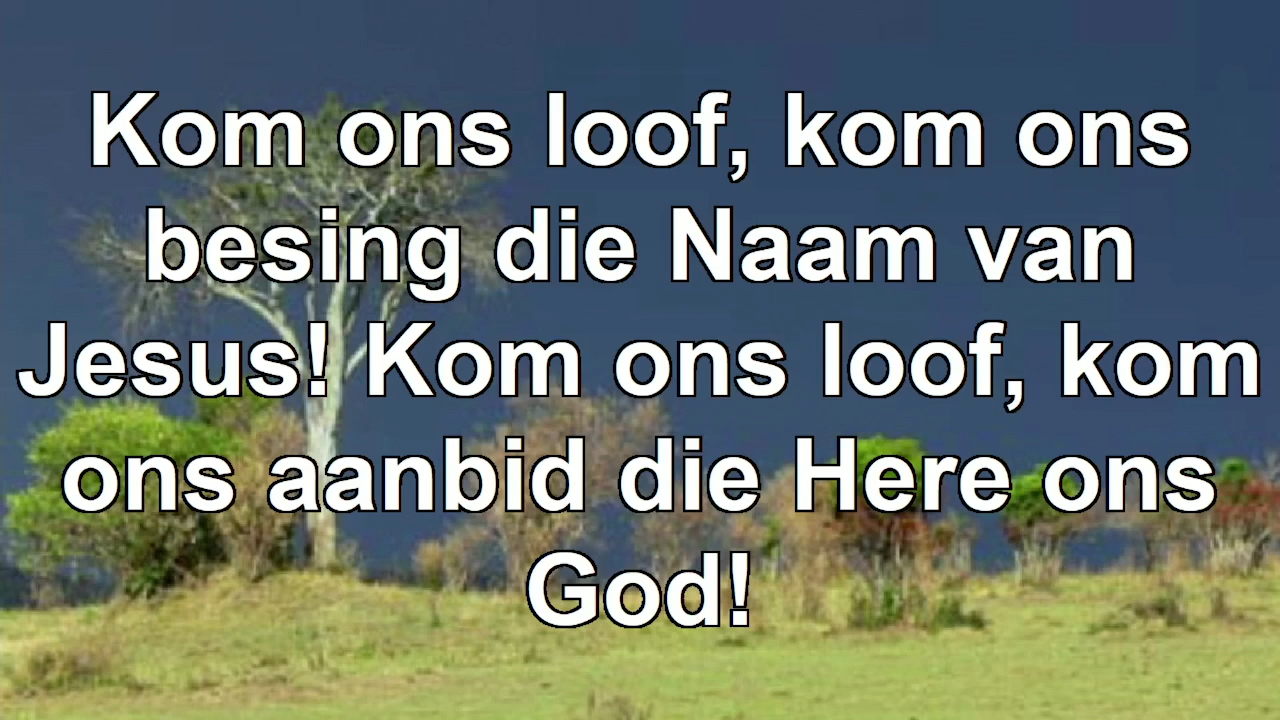 Kom ons loof, kom ons
besing die Naam van
Jesus! Kom ons loof, kom
ons aanbid die Here ons
God!